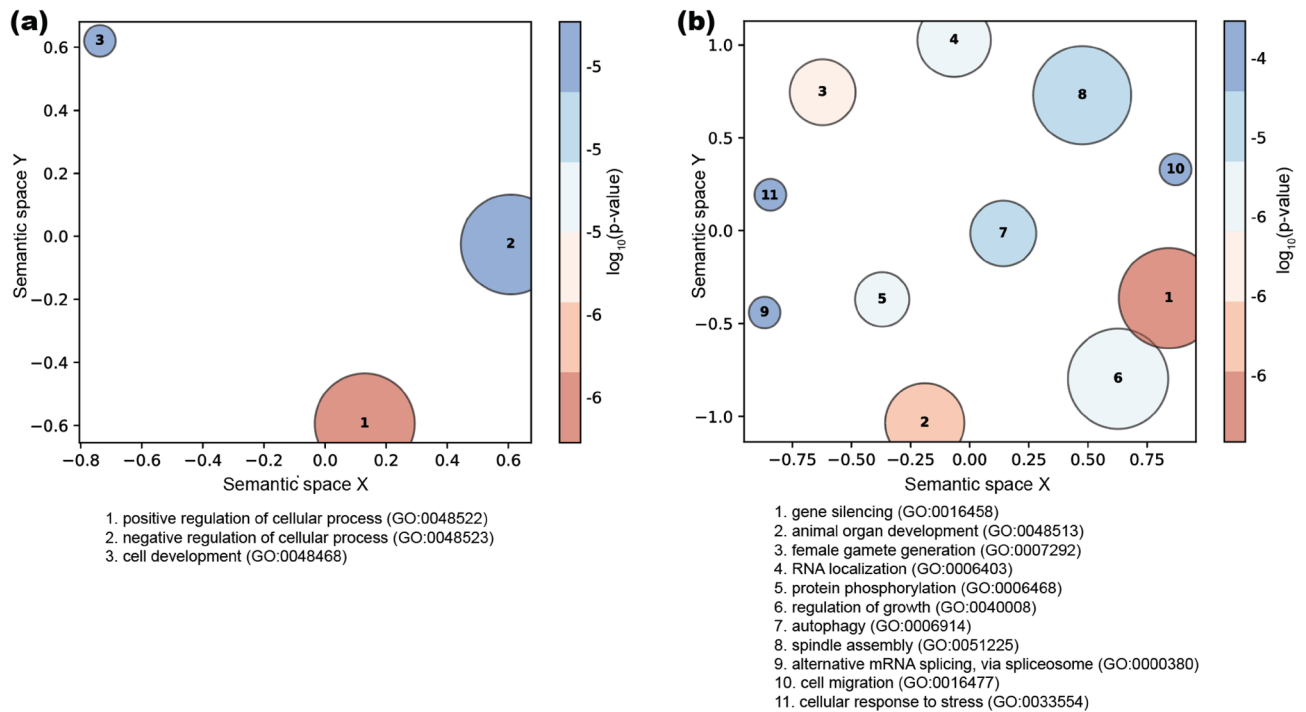 (a)
0.6
0.4
0.2
0.0
−0.2
−0.4
−0.6
Semantic space Y
3
2
1
−0.8 −0.6 −0.4 −0.2 0.0 0.2 0.4 0.6
Semantic space X
-5
-5
-5
-6
-6
log10(p-value)
1. positive regulation of cellular process (GO:0048522)
2. negative regulation of cellular process (GO:0048523)
3. cell development (GO:0048468)
(b)
1.0
0.5
0.0
−0.5
−1.0
Semantic space Y
4
3
8
10
11
7
5
1
9
6
2
−0.75 −0.50 −0.25 0.00 0.25 0.50 0.75
Semantic space X
-4
-5
-6
-6
-6
log10(p-value)
1. gene silencing (GO:0016458)
2. animal organ development (GO:0048513)
3. female gamete generation (GO:0007292)
4. RNA localization (GO:0006403)
5. protein phosphorylation (GO:0006468)
6. regulation of growth (GO:0040008)
7. autophagy (GO:0006914)
8. spindle assembly (GO:0051225)
9. alternative mRNA splicing, via spliceosome (GO:0000380)
10. cell migration (GO:0016477)
11. cellular response to stress (GO:0033554)